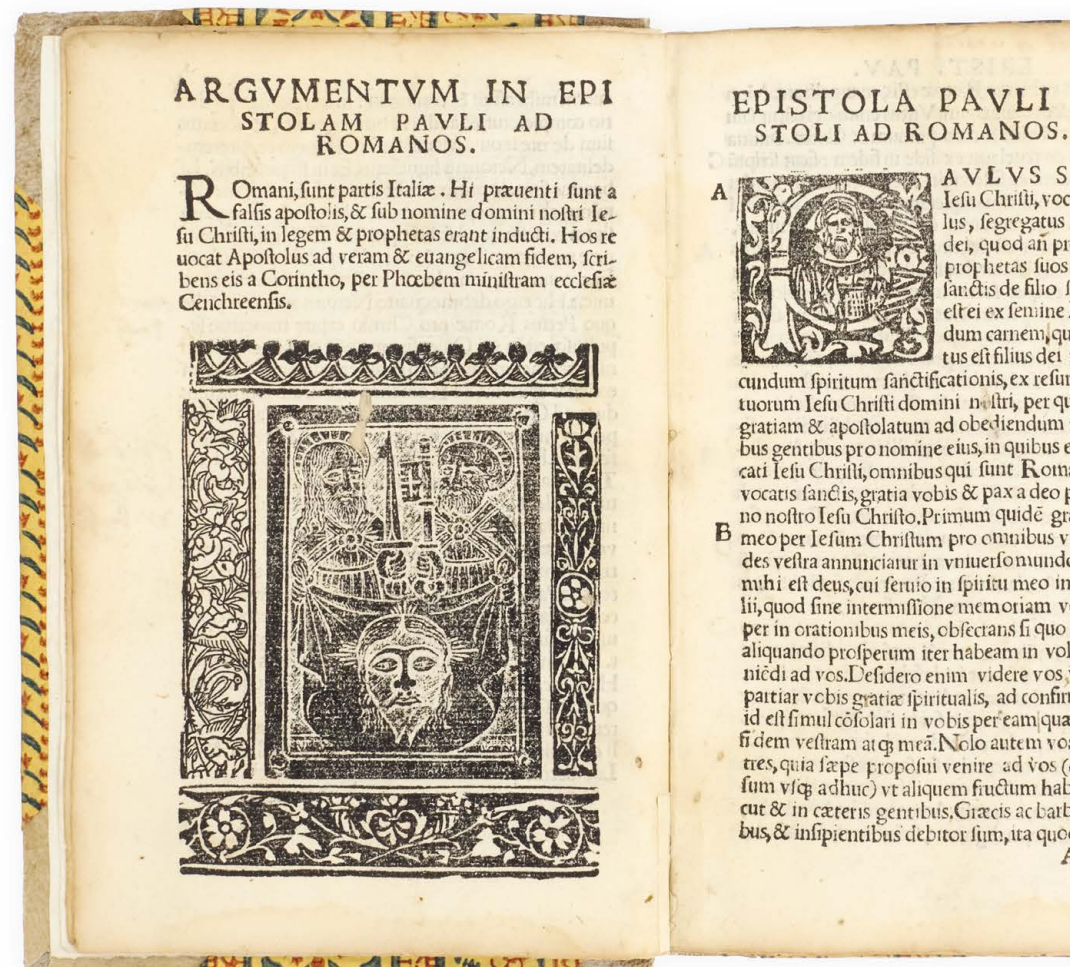 ARGVMENTVM IN EPI
STOLAM PAVLI AD
ROMANOS.
ROmani, ſunt partis Italiæ. Hi præuenti ſunt a
falſis apoſtolis, & ſub nomine domini noſtri Ie-
ſu Chriſti, in legem & prophetas erant inducti. Hos re
uocat Apoſtolus ad veram & euangelicam fidem, ſcri-
bens eis a Corintho, per Phœbem miniſtram eccleſiæ
Cenchreenſis.
EPISTOLA PAVLI
STOLI AD ROMANOS.
A
AVLVS S
Ieſu Chriſti, voc
lus, ſegregatus
dei, quod añ pr
prophetas ſuos
ſanctis de filio ſ
eſt ei ex ſemine
dum carnem, qu
tus eſt filius dei
cundum ſpiritum ſanctificationis, ex reſur
tuorum Ieſu Chriſti domini noſtri, per qu
gratiam & apoſtolatum ad obediendum
bus gentibus pro nomine eius, in quibus e
cati Ieſu Chriſti, omnibus qui ſunt Roma
vocatis ſanctis, gratia vobis & pax a deo p
no noſtro Ieſu Chriſto. Primum quidē gra
B
meo per Ieſum Chriſtum pro omnibus v
des veſtra annunciatur in vniuerſo mundo
mihi eſt deus, cui ſeruio in ſpiritu meo in
lii, quod ſine intermiſſione memoriam ve
per in orationibus meis, obſecrans ſi quo
aliquando proſperum iter habeam in vol
niēdi ad vos. Deſidero enim videre vos, v
partiar vobis gratiæ ſpiritualis, ad confir
id eſt ſimul cōſolari in vobis per eam quæ
fidem veſtram atqꝫ meā. Nolo autem vos
tres, quia ſæpe propoſui venire ad vos (
ſum vſqꝫ adhuc) vt aliquem fructum hab
cut & in cæteris gentibus. Græcis ac barb
bus, & inſipientibus debitor ſum, ita quod